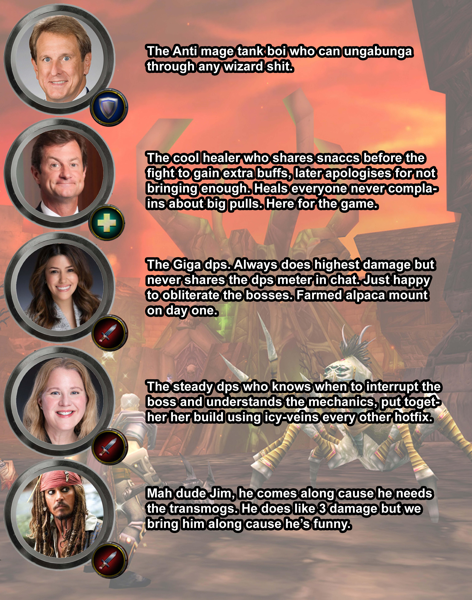 The Anti mage tank boi who can ungabunga
through any wizard shit.
The cool healer who shares snaccs before the
fight to gain extra buffs, later apologises for not
bringing enough. Heals everyone never compla-
ins about big pulls. Here for the game.
The Giga dps. Always does highest damage but
never shares the dps meter in chat. Just happy
to obliterate the bosses. Farmed alpaca mount
on day one.
The steady dps who knows when to interrupt the
boss and understands the mechanics, put toget-
her her build using icy-veins every other hotfix.
Mah dude Jim, he comes along cause he needs
the transmogs. He does like 3 damage but we
bring him along cause he's funny.